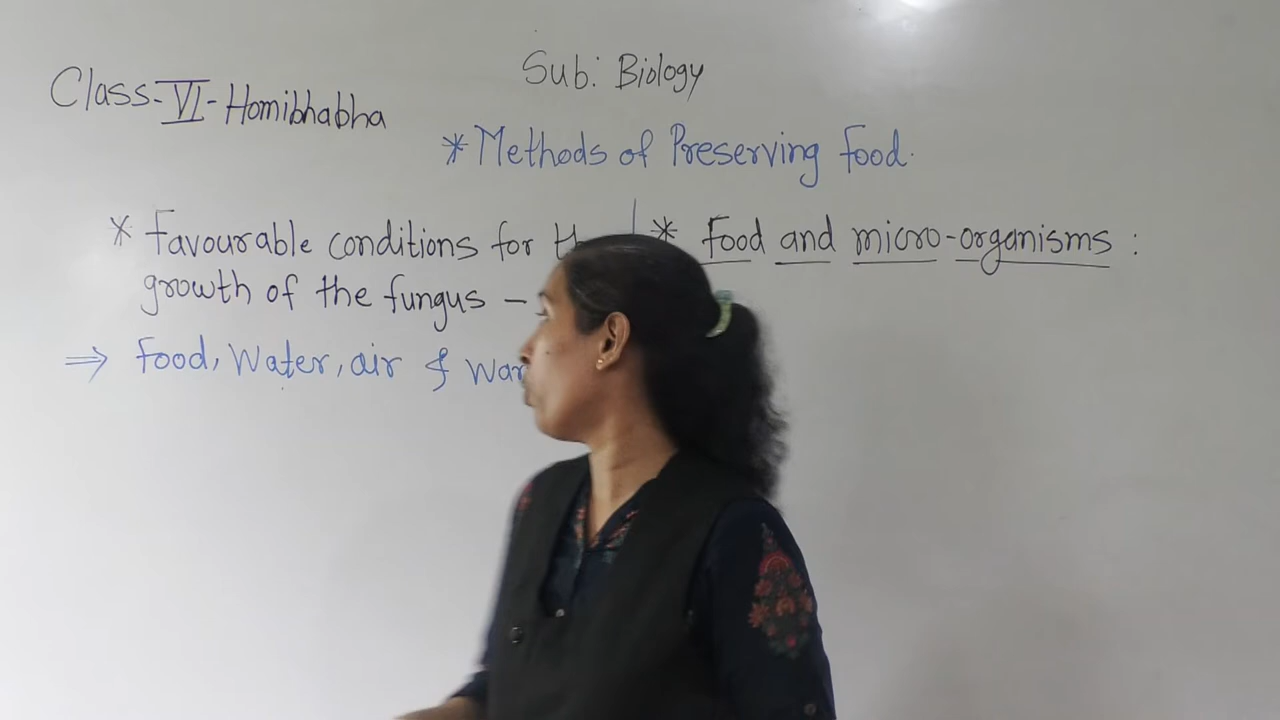 Class-VI-Homibhabha
Sub: Biology
* Methods of Preserving food.
* Favourable conditions for
growth of the fungus -
⇒ food, Water, air &
* Food and micro-organisms :